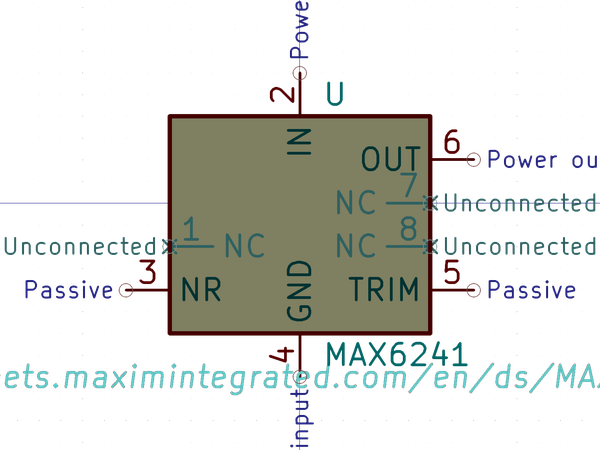 Powe
2 U
IN
6
OUT Power ou
7
NC Unconnected
1 8
Unconnected NC NC Unconnected
3 5
Passive NR GND TRIM Passive
4 MAX6241
ets.maximintegrated.com/en/ds/MA
input